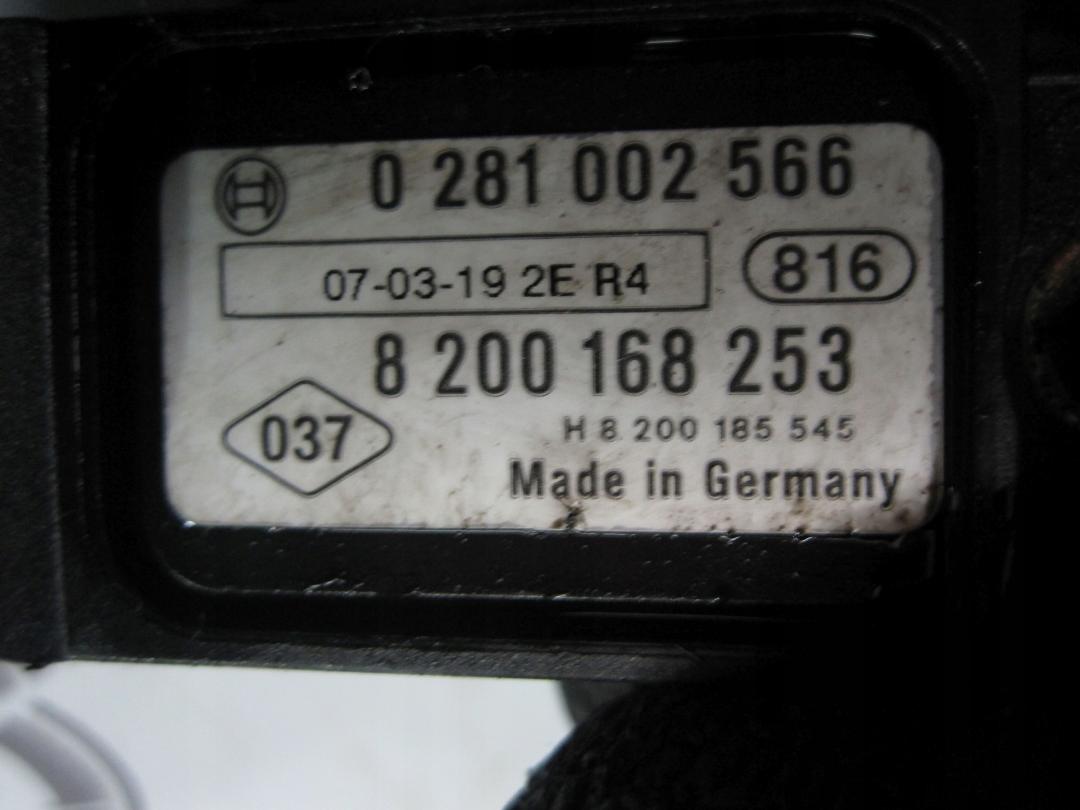 0 281 002 566
07-03-19 2E R4 816
8 200 168 253
037
H 8 200 185 545
Made in Germany